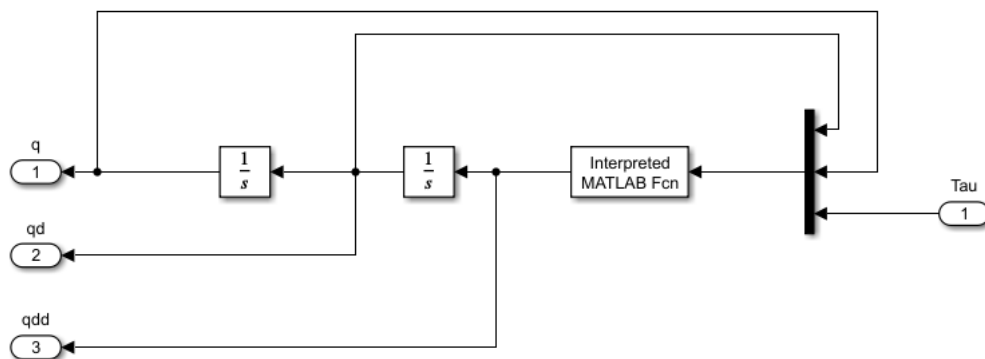 q
1
1
s
1
s
Interpreted
MATLAB Fcn
Tau
1
qd
2
qdd
3